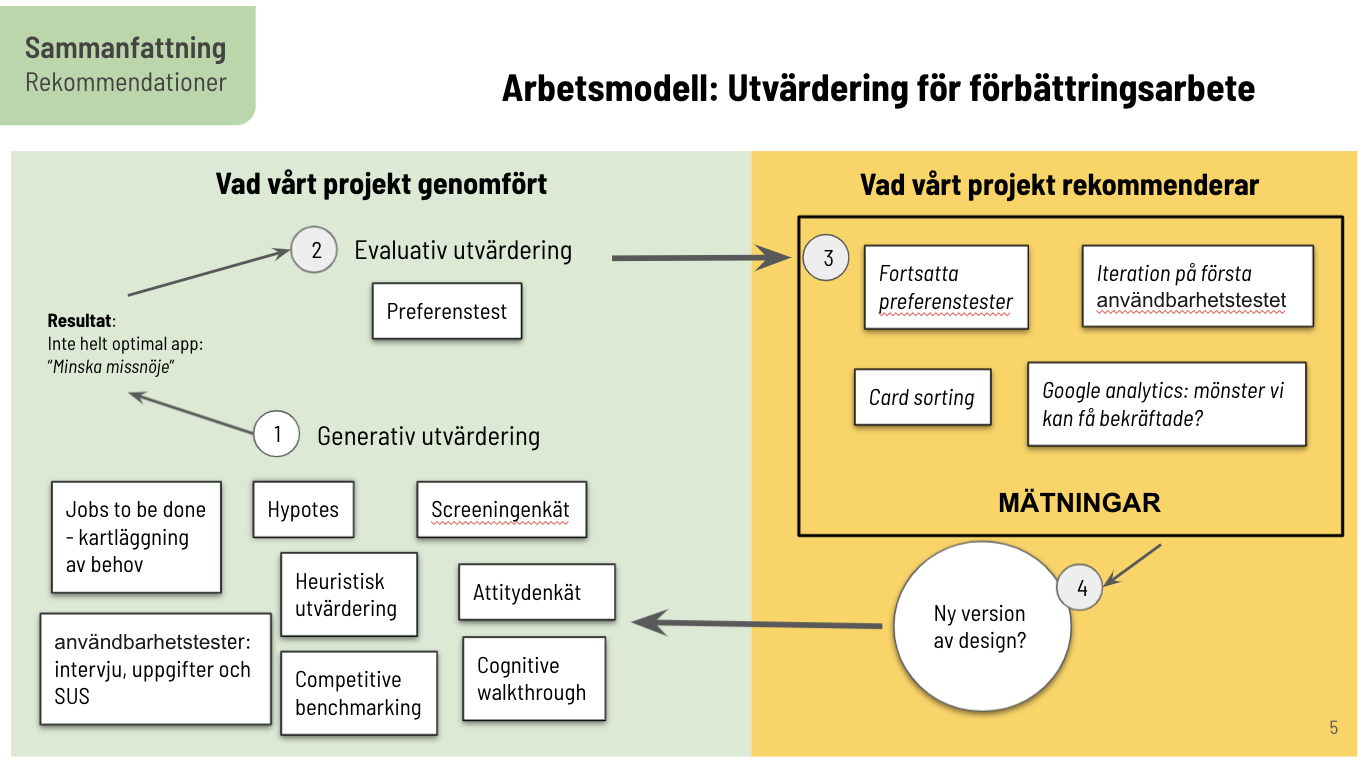 Sammanfattning
Rekommendationer
Arbetsmodell: Utvärdering för förbättringsarbete
Vad vårt projekt genomfört
2
Evaluativ utvärdering
Preferenstest
Resultat:
Inte helt optimal app:
“Minska missnöje”
1
Generativ utvärdering
Jobs to be done
- kartläggning
av behov
Hypotes
Screeningenkät
Heuristisk
utvärdering
Attitydenkät
användbarhetstester:
intervju, uppgifter och
SUS
Competitive
benchmarking
Cognitive
walkthrough
Vad vårt projekt rekommenderar
3
Fortsatta
preferenstester
Iteration på första
användbarhetstestet
Card sorting
Google analytics: mönster vi
kan få bekräftade?
MÄTNINGAR
4
Ny version
av design?
5